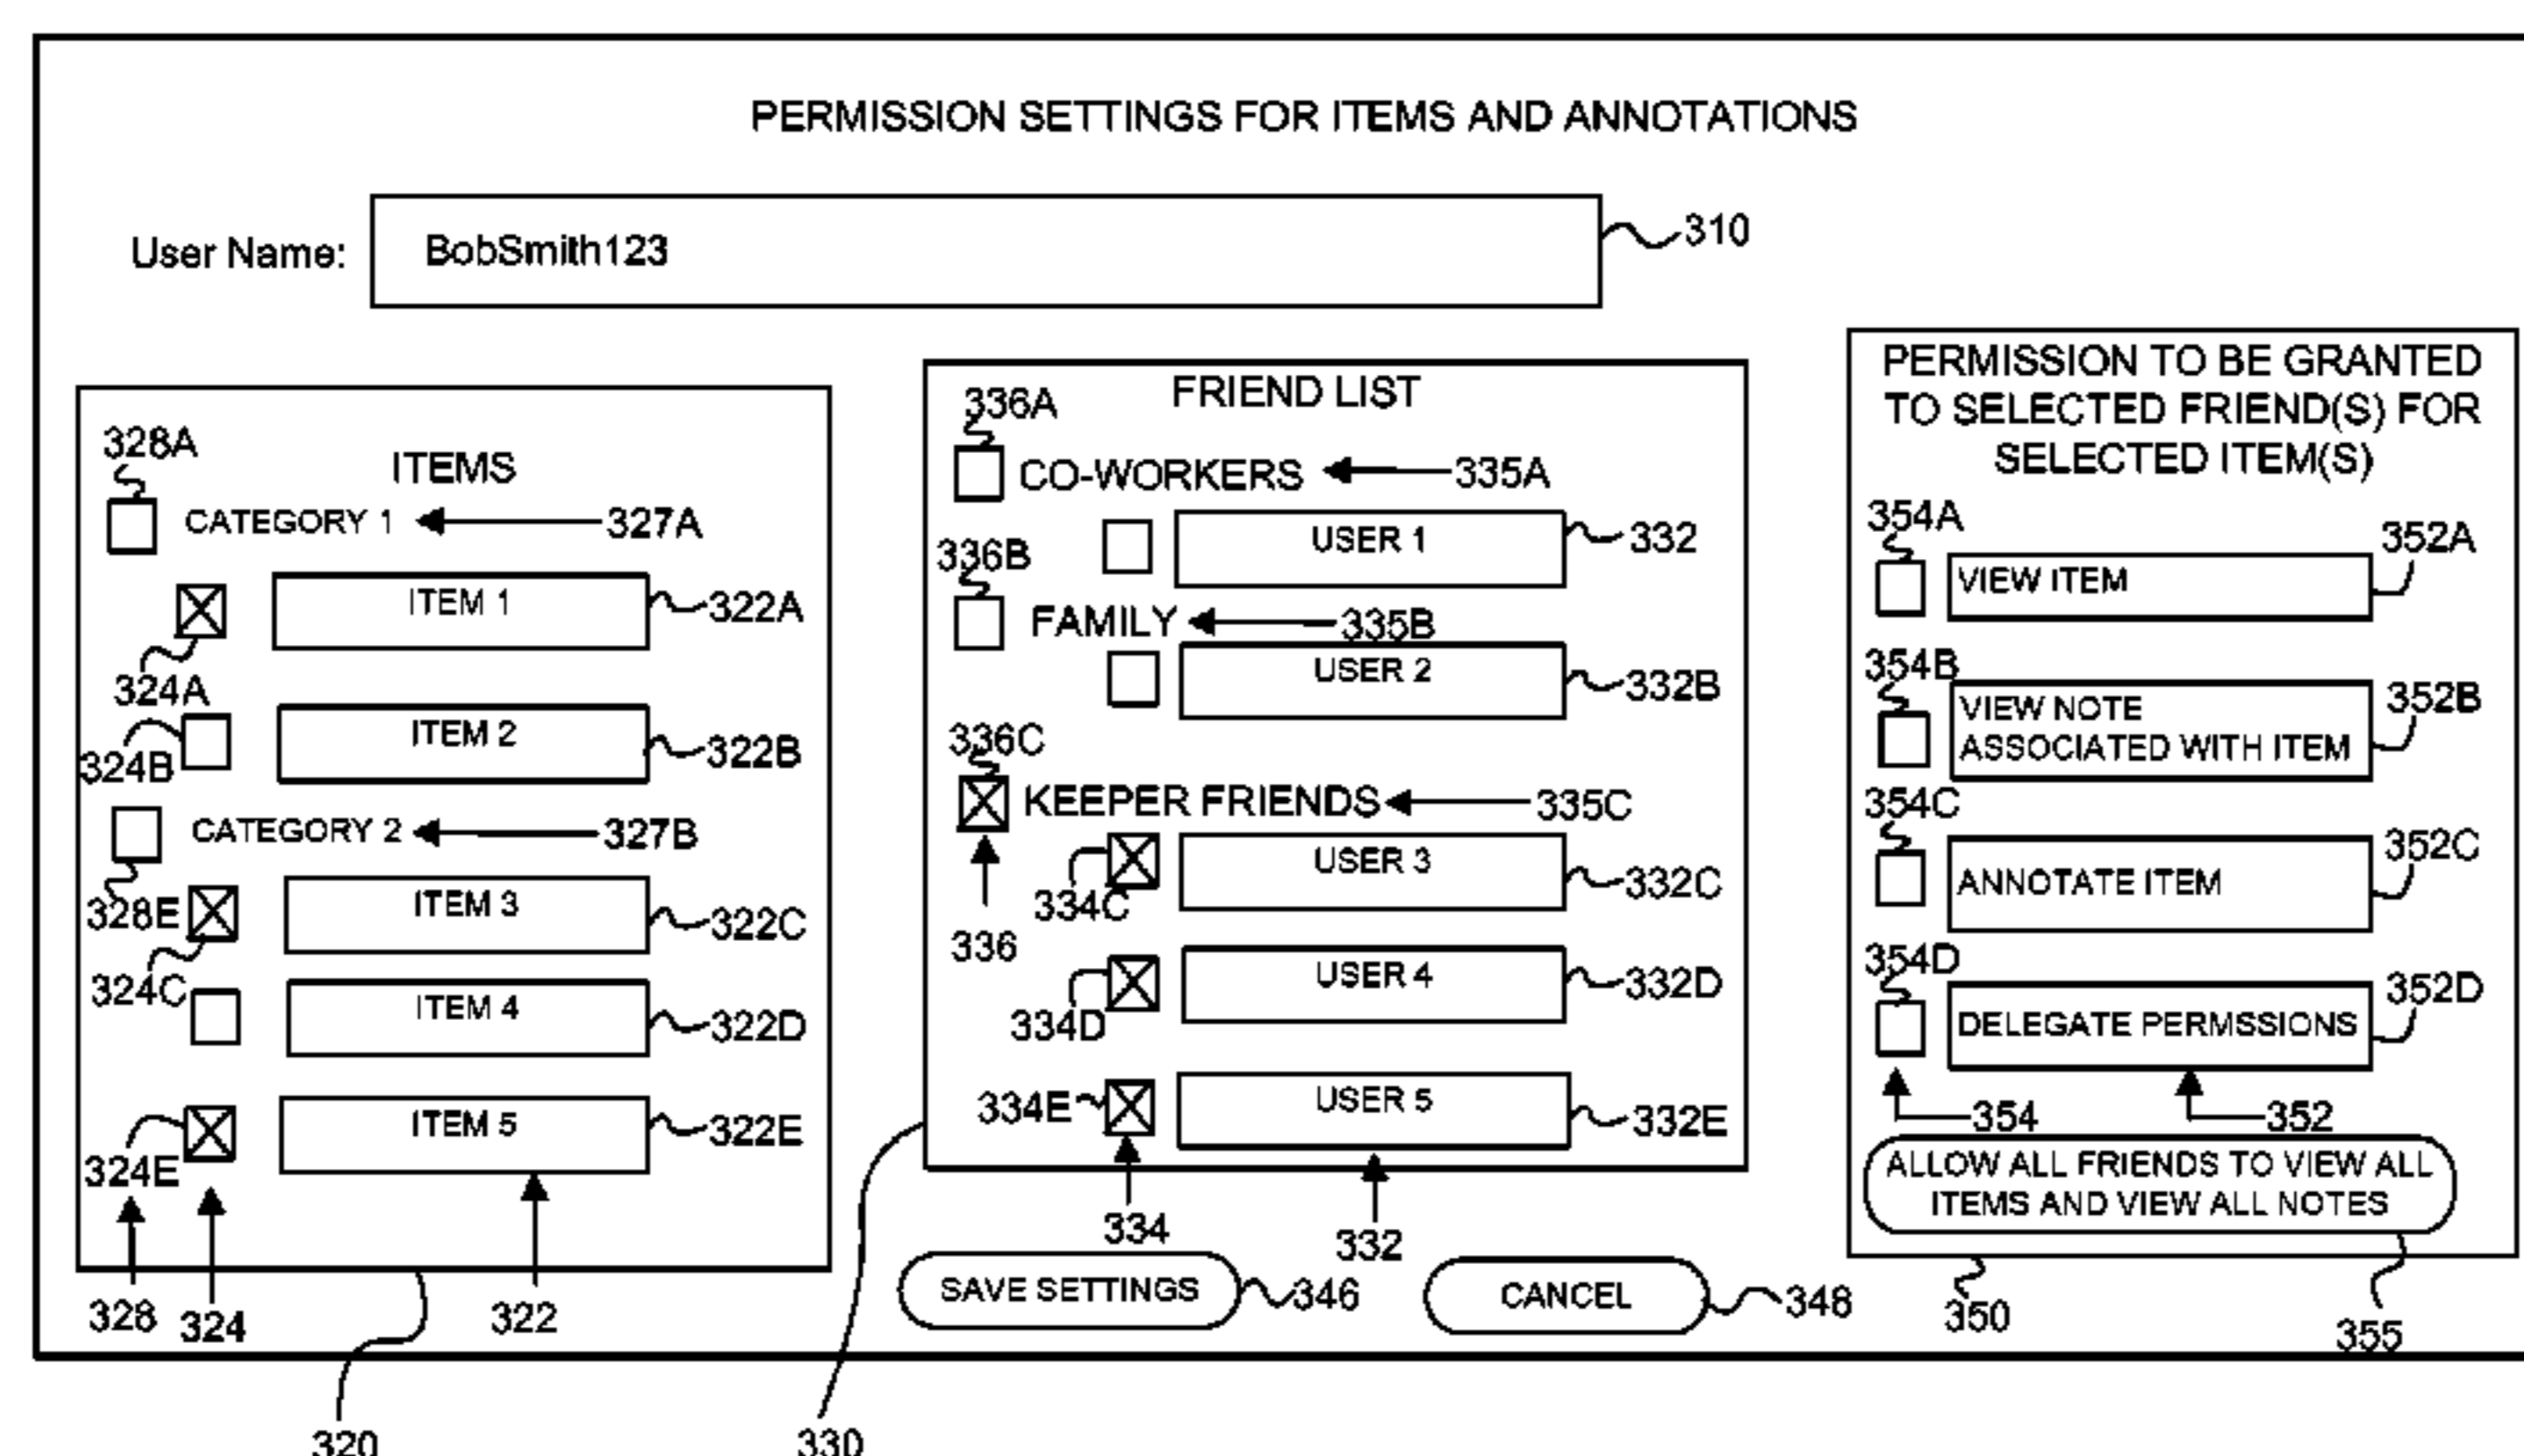 PERMISSION SETTINGS FOR ITEMS AND ANNOTATIONS
User Name:
BobSmith123
310
328A
ITEMS
CATEGORY 1
327A
ITEM 1
322A
324A
ITEM 2
322B
324B
CATEGORY 2
327B
328E
ITEM 3
322C
324C
ITEM 4
322D
ITEM 5
322E
324E
328
324
322
320
FRIEND LIST
336A
CO-WORKERS
335A
USER 1
332
336B
FAMILY
335B
USER 2
332B
336C
KEEPER FRIENDS
335C
USER 3
332C
334C
336
USER 4
332D
334D
USER 5
332E
334E
334
332
330
SAVE SETTINGS
346
CANCEL
348
PERMISSION TO BE GRANTED
TO SELECTED FRIEND(S) FOR
SELECTED ITEM(S)
354A
352A
VIEW ITEM
354B
352B
VIEW NOTE
ASSOCIATED WITH ITEM
354C
352C
ANNOTATE ITEM
354D
352D
DELEGATE PERMSSIONS
354
352
ALLOW ALL FRIENDS TO VIEW ALL
ITEMS AND VIEW ALL NOTES
350
355